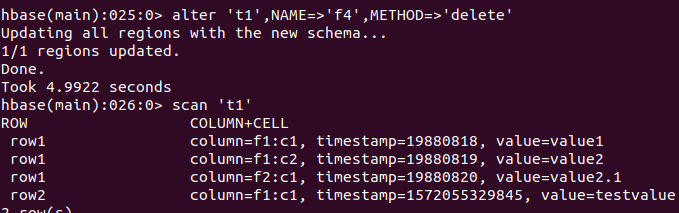 hbase(main):025:0> alter 't1',NAME=>'f4',METHOD=>'delete'
Updating all regions with the new schema...
1/1 regions updated.
Done.
Took 4.9922 seconds
hbase(main):026:0> scan 't1'
ROW COLUMN+CELL
row1 column=f1:c1, timestamp=19880818, value=value1
row1 column=f1:c2, timestamp=19880819, value=value2
row1 column=f2:c1, timestamp=19880820, value=value2.1
row2 column=f1:c1, timestamp=1572055329845, value=testvalue
2 row(s)